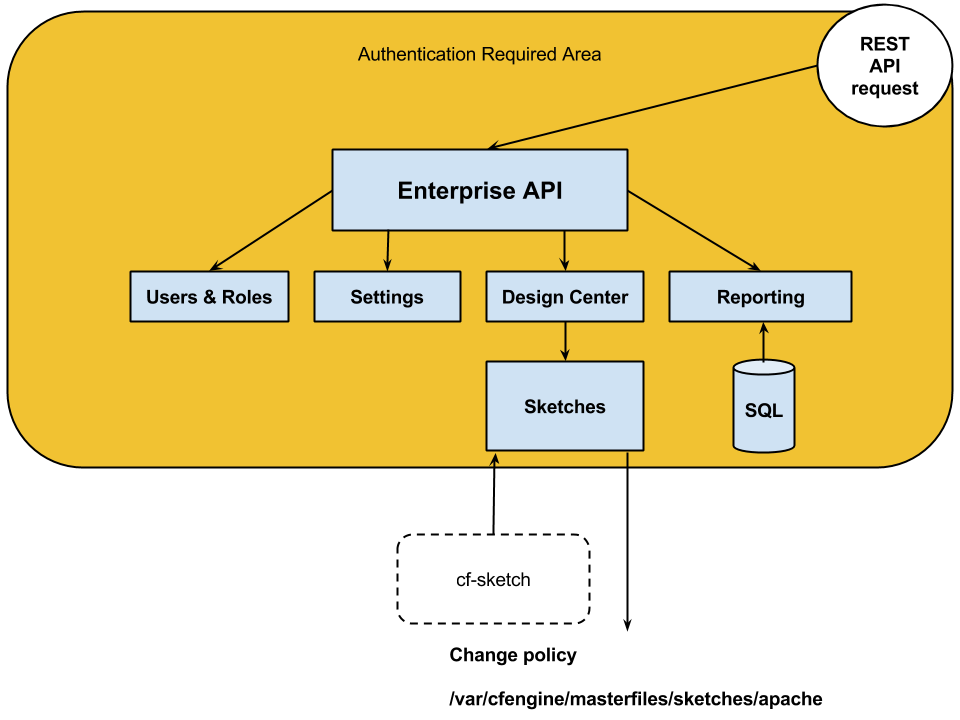 Authentication Required Area
REST
API
request
Enterprise API
Users & Roles
Settings
Design Center
Reporting
Sketches
SQL
cf-sketch
Change policy
/var/cfengine/masterfiles/sketches/apache